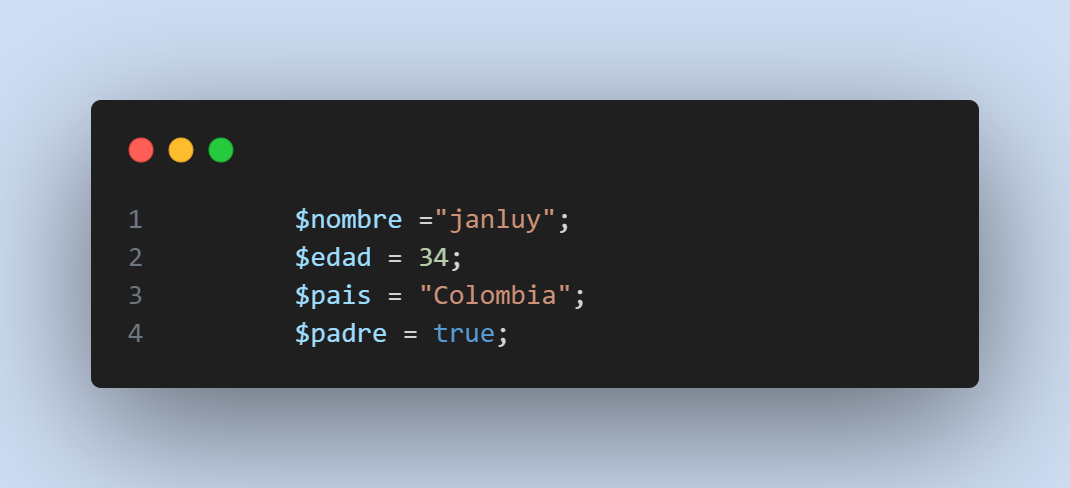 1 $nombre ="janluy";
2 $edad = 34;
3 $pais = "Colombia";
4 $padre = true;